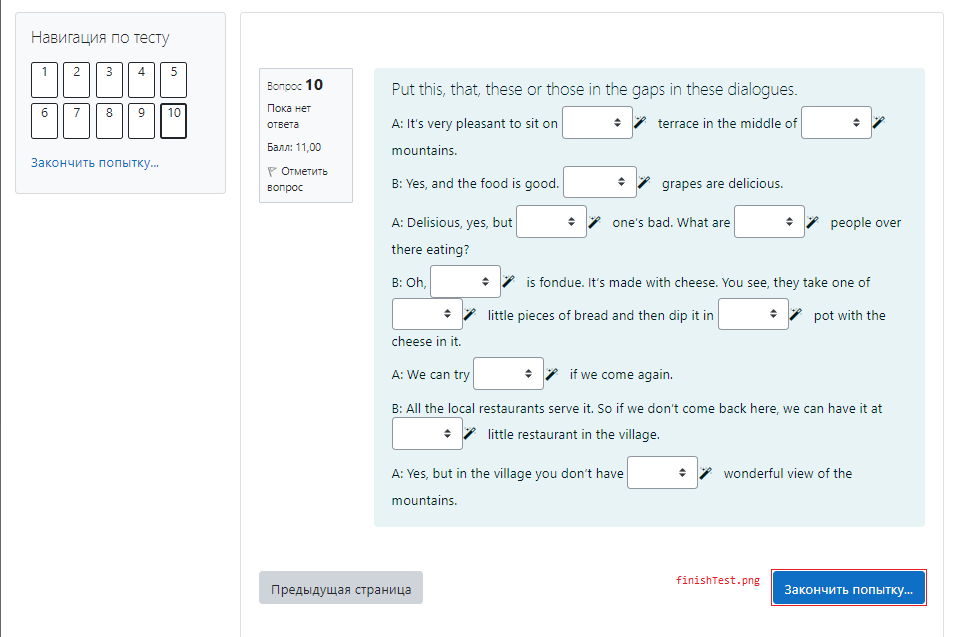 Навигация по тесту
1 2 3 4 5
6 7 8 9 10
Закончить попытку...
Вопрос 10
Пока нет
ответа
Балл: 11,00
Отметить
вопрос
Put this, that, these or those in the gaps in these dialogues.
A: It's very pleasant to sit on terrace in the middle of
mountains.
B: Yes, and the food is good. grapes are delicious.
A: Delisious, yes, but one's bad. What are people over
there eating?
B: Oh, is fondue. It's made with cheese. You see, they take one of
little pieces of bread and then dip it in pot with the
cheese in it.
A: We can try if we come again.
B: All the local restaurants serve it. So if we don't come back here, we can have it at
little restaurant in the village.
A: Yes, but in the village you don't have wonderful view of the
mountains.
Предыдущая страница
finishTest.png
Закончить попытку...